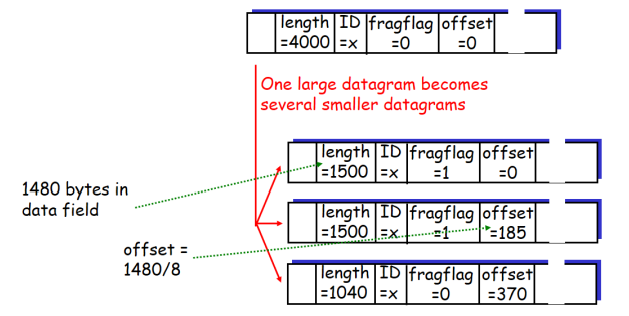 length ID fragflag offset
=4000 =x =0 =0
One large datagram becomes
several smaller datagrams
length ID fragflag offset
=1500 =x =1 =0
1480 bytes in
data field
length ID fragflag offset
=1500 =x =1 =185
offset =
1480/8
length ID fragflag offset
=1040 =x =0 =370